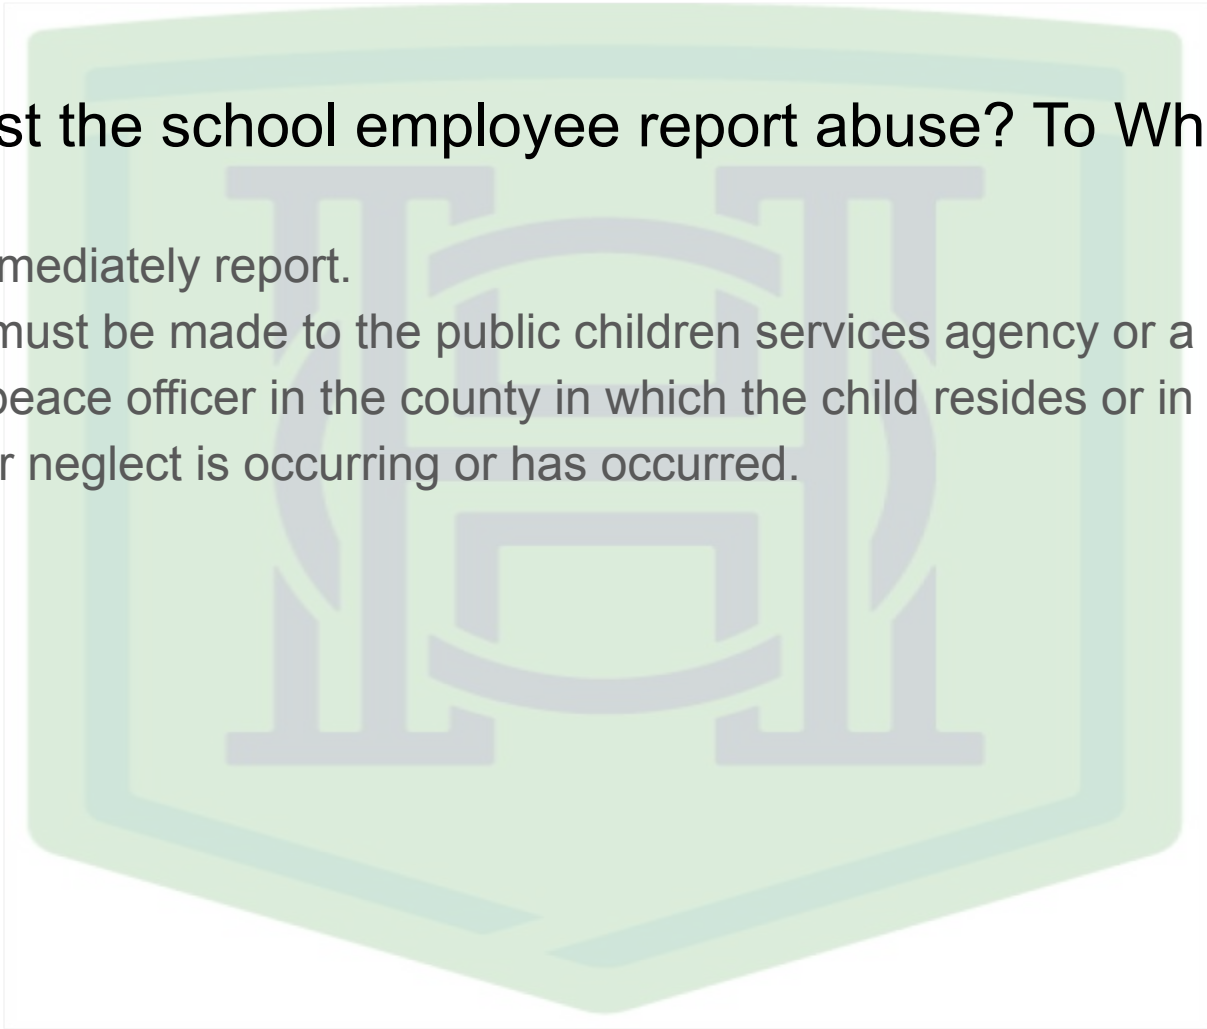 st the school employee report abuse? To Wh
mediately report.
must be made to the public children services agency or a
peace officer in the county in which the child resides or in
r neglect is occurring or has occurred.